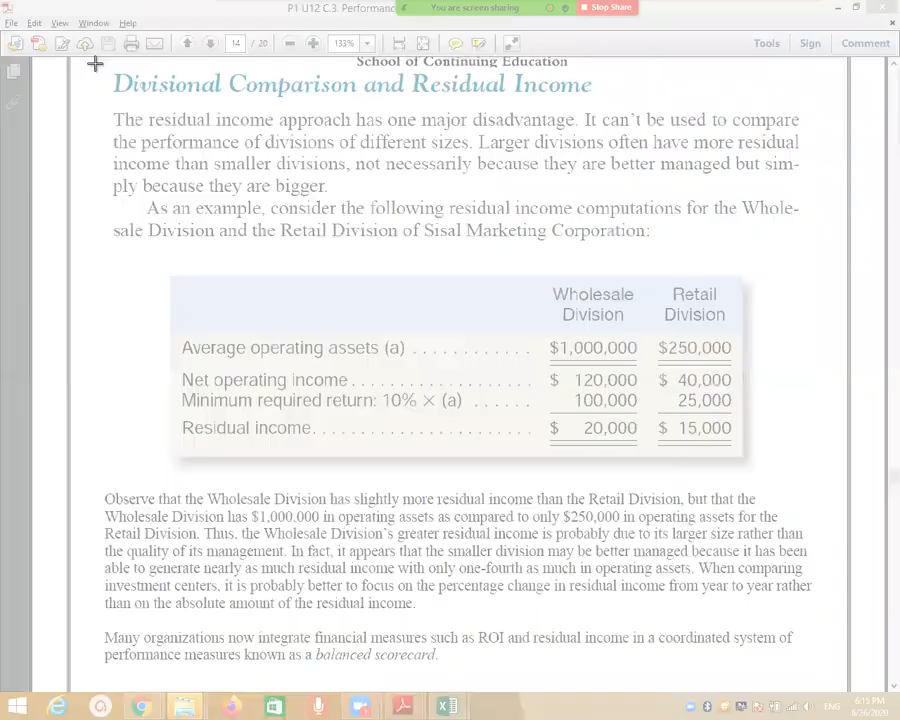 P1 U12 C.3. Performanc
You are screen sharing
Stop Share
File Edit View Window Help
14 / 20
133%
Tools Sign Comment
School of Continuing Education
Divisional Comparison and Residual Income
The residual income approach has one major disadvantage. It can't be used to compare
the performance of divisions of different sizes. Larger divisions often have more residual
income than smaller divisions, not necessarily because they are better managed but sim-
ply because they are bigger.
As an example, consider the following residual income computations for the Whole-
sale Division and the Retail Division of Sisal Marketing Corporation:
Wholesale Retail
Division Division
Average operating assets (a) . . . . . . . . . . . . $1,000,000 $250,000
Net operating income . . . . . . . . . . . . . . . . . . . $ 120,000 $ 40,000
Minimum required return: 10% × (a) . . . . . . 100,000 25,000
Residual income. . . . . . . . . . . . . . . . . . . . . . . $ 20,000 $ 15,000
Observe that the Wholesale Division has slightly more residual income than the Retail Division, but that the
Wholesale Division has $1,000,000 in operating assets as compared to only $250,000 in operating assets for the
Retail Division. Thus, the Wholesale Division's greater residual income is probably due to its larger size rather than
the quality of its management. In fact, it appears that the smaller division may be better managed because it has been
able to generate nearly as much residual income with only one-fourth as much in operating assets. When comparing
investment centers, it is probably better to focus on the percentage change in residual income from year to year rather
than on the absolute amount of the residual income.
Many organizations now integrate financial measures such as ROI and residual income in a coordinated system of
performance measures known as a balanced scorecard.
ENG
6:15 PM
5/26/2020